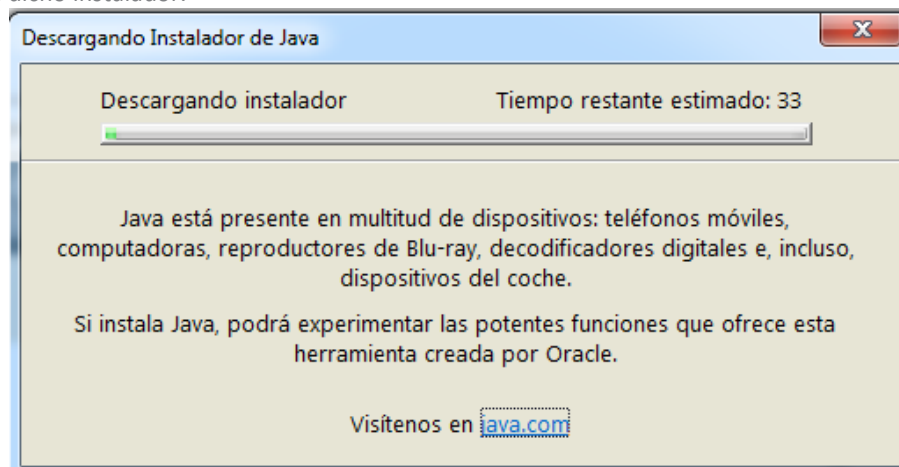 Descargando Instalador de Java
Descargando instalador Tiempo restante estimado: 33
Java está presente en multitud de dispositivos: teléfonos móviles,
computadoras, reproductores de Blu-ray, decodificadores digitales e, incluso,
dispositivos del coche.
Si instala Java, podrá experimentar las potentes funciones que ofrece esta
herramienta creada por Oracle.
Visítenos en java.com